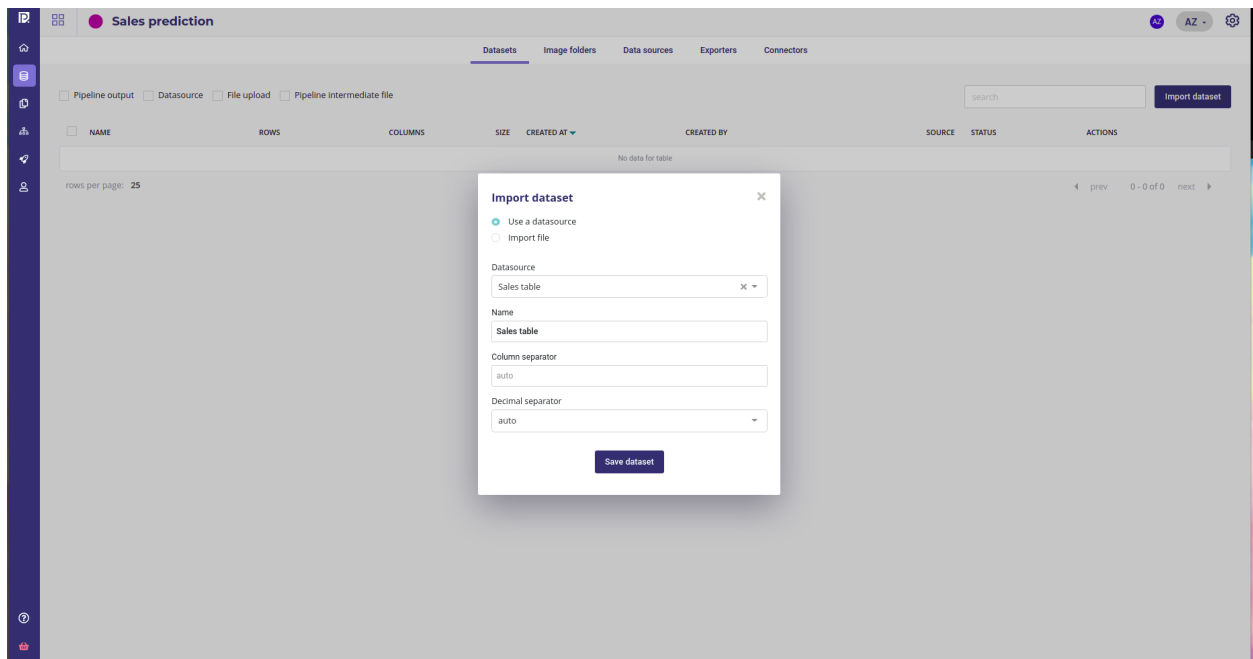 Sales prediction
AZ
AZ
Datasets Image folders Data sources Exporters Connectors
Pipeline output Datasource File upload Pipeline intermediate file
search
Import dataset
NAME ROWS COLUMNS SIZE CREATED AT CREATED BY SOURCE STATUS ACTIONS
No data for table
rows per page: 25
prev 0 - 0 of 0 next
Import dataset
Use a datasource
Import file
Datasource
Sales table
Name
Sales table
Column separator
auto
Decimal separator
auto
Save dataset